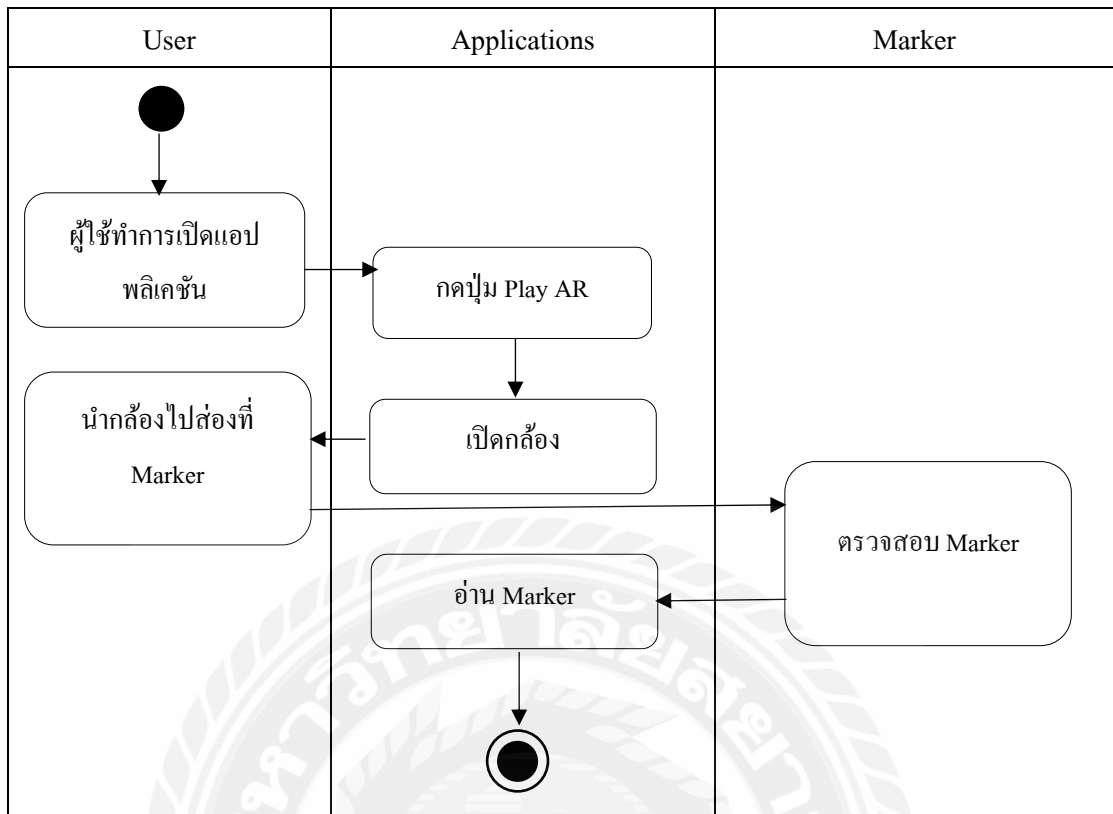 User
Applications
Marker
ผู้ใช้ทำการเปิดแอป
พลิเคชัน
กดปุ่ม Play AR
นำกล้องไปส่องที่
Marker
เปิดกล้อง
ตรวจสอบ Marker
อ่าน Marker